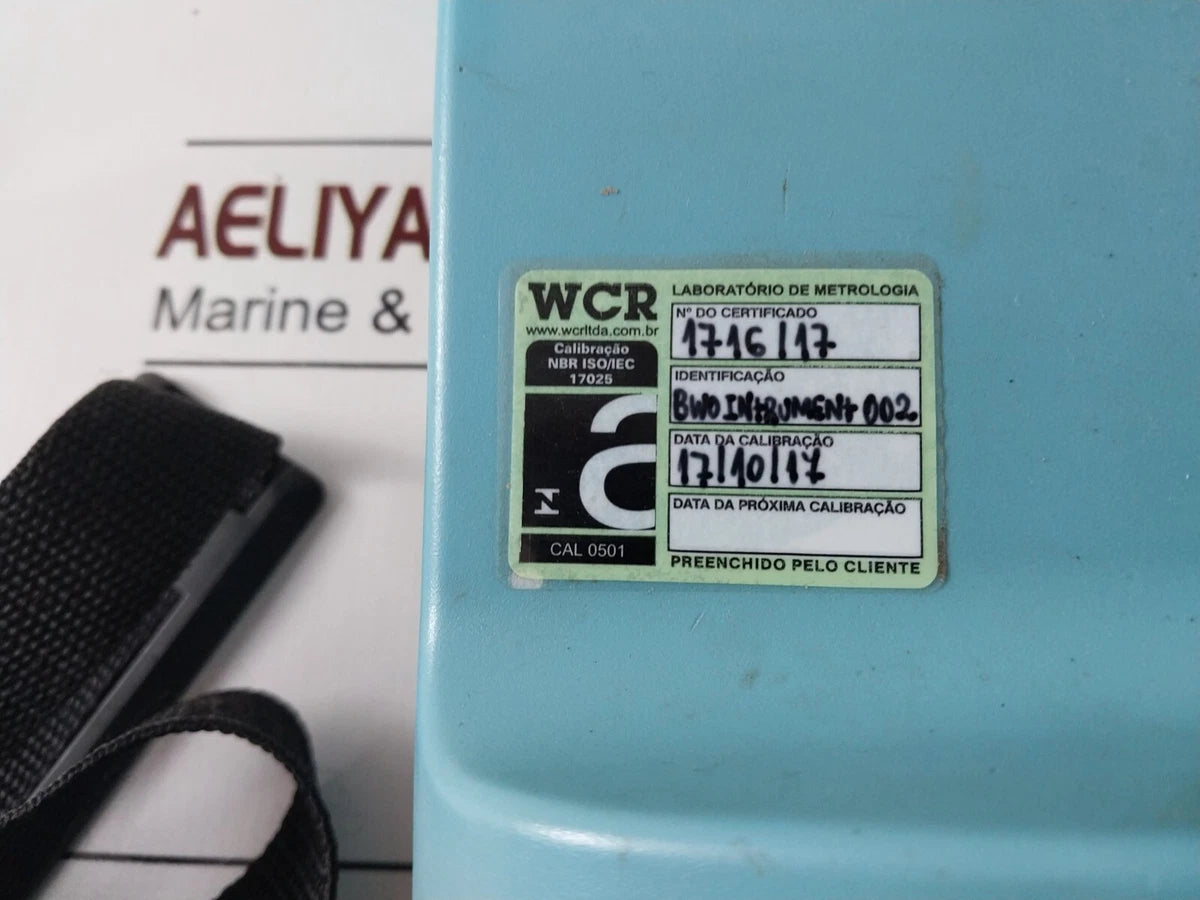 AELIYA
Marine &
WCR
www.wcrltda.com.br
Calibração
NBR ISO/IEC
17025
a
CAL 0501
LABORATÓRIO DE METROLOGIA
Nº DO CERTIFICADO
1716/17
IDENTIFICAÇÃO
BWO INtRUMENt 002
DATA DA CALIBRAÇÃO
17/10/17
DATA DA PRÓXIMA CALIBRAÇÃO
PREENCHIDO PELO CLIENTE